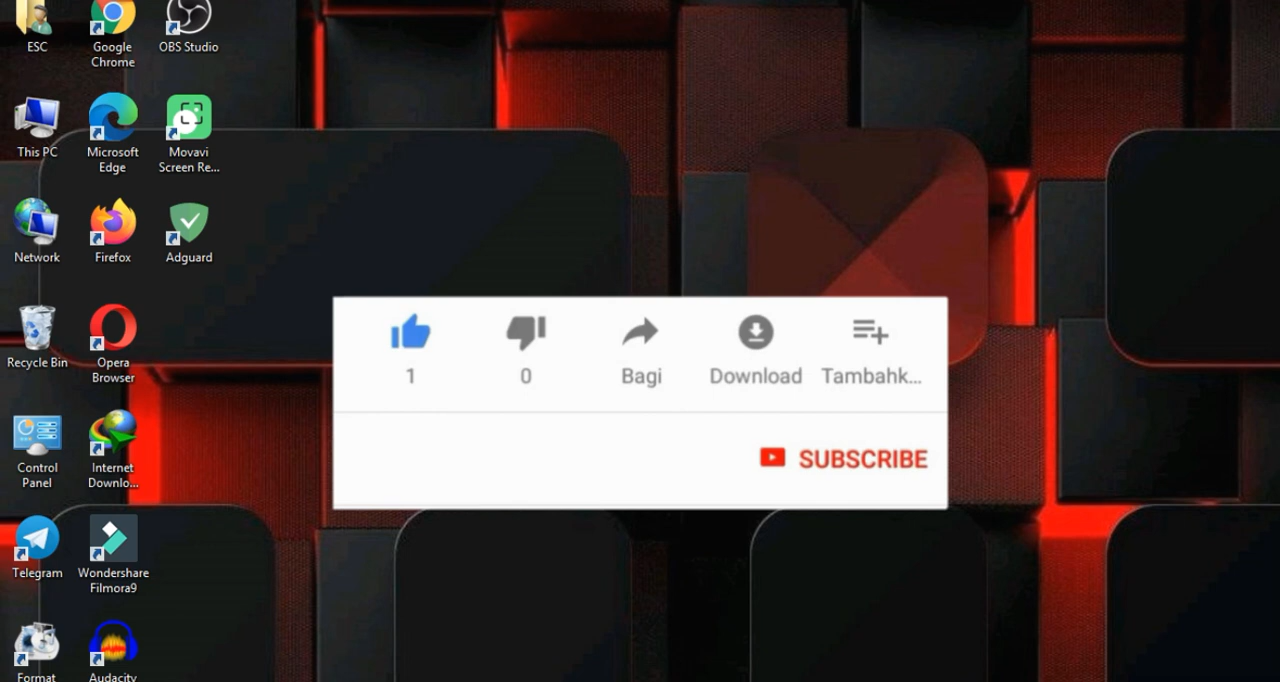 ESC
Google
Chrome
OBS Studio
This PC
Microsoft
Edge
Movavi
Screen Re...
Network
Firefox
Adguard
Recycle Bin
Opera
Browser
Control
Panel
Internet
Downlo...
Telegram
Wondershare
Filmora9
Format
Audacity
1
0
Bagi
Download
Tambahk...
SUBSCRIBE